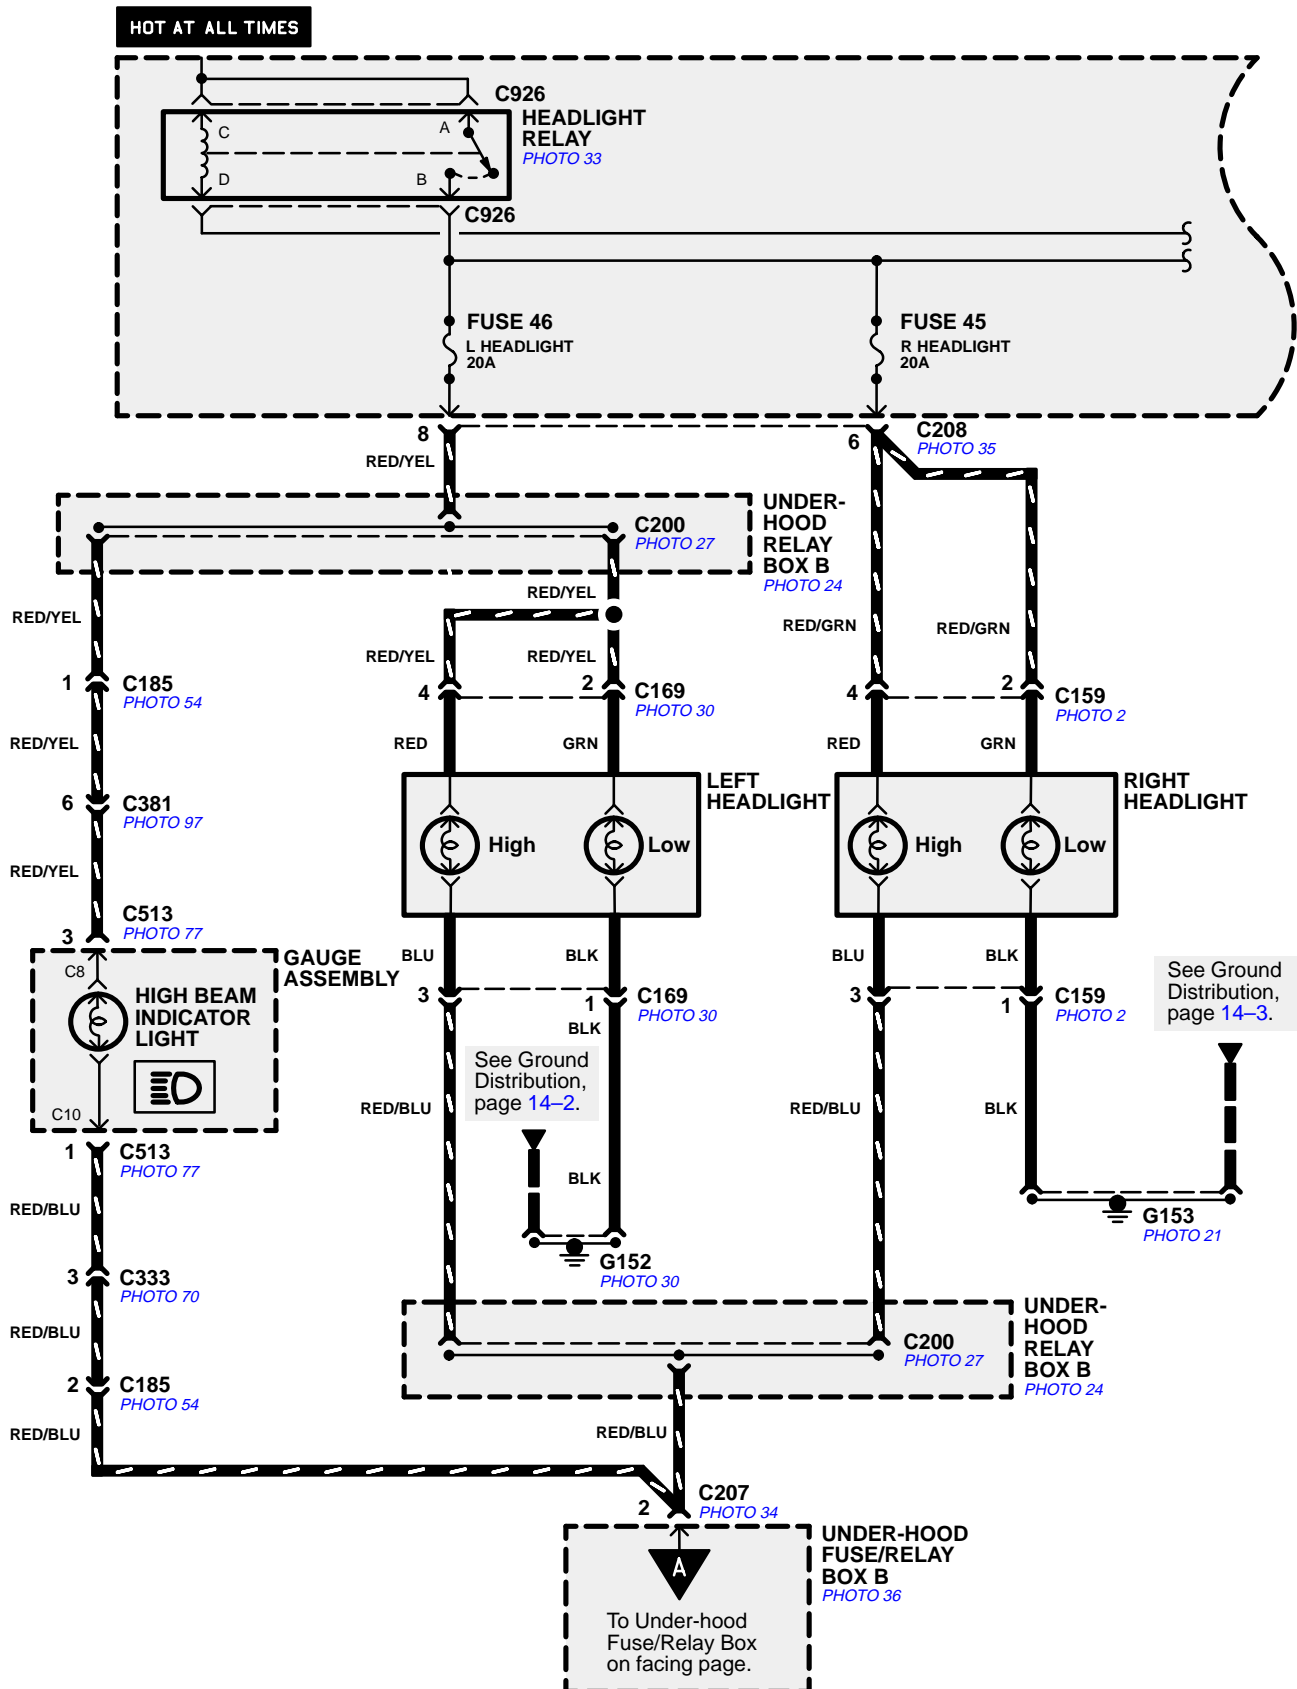 HOT AT ALL TIMES
C926
HEADLIGHT
RELAY
PHOTO 33
C
A
D
B
C926
FUSE 46
L HEADLIGHT
20A
FUSE 45
R HEADLIGHT
20A
8
6
C208
PHOTO 35
RED/YEL
UNDER-
HOOD
RELAY
BOX B
PHOTO 24
C200
PHOTO 27
RED/YEL
RED/YEL
RED/GRN
RED/GRN
RED/YEL
RED/YEL
1
C185
PHOTO 54
4
2
C169
PHOTO 30
4
2
C159
PHOTO 2
RED/YEL
RED
GRN
RED
GRN
LEFT
HEADLIGHT
RIGHT
HEADLIGHT
6
C381
PHOTO 97
High
Low
High
Low
RED/YEL
C513
PHOTO 77
3
GAUGE
ASSEMBLY
BLU
BLK
BLU
BLK
C8
HIGH BEAM
INDICATOR
LIGHT
See Ground
Distribution,
page 14–3.
3
1
C169
PHOTO 30
3
1
C159
PHOTO 2
BLK
See Ground
Distribution,
page 14–2.
C10
RED/BLU
RED/BLU
BLK
1
C513
PHOTO 77
BLK
RED/BLU
G153
PHOTO 21
G152
PHOTO 30
3
C333
PHOTO 70
UNDER-
HOOD
RELAY
BOX B
PHOTO 24
RED/BLU
C200
PHOTO 27
2
C185
PHOTO 54
RED/BLU
RED/BLU
2
C207
PHOTO 34
UNDER-HOOD
FUSE/RELAY
BOX B
PHOTO 36
A
To Under-hood
Fuse/Relay Box
on facing page.